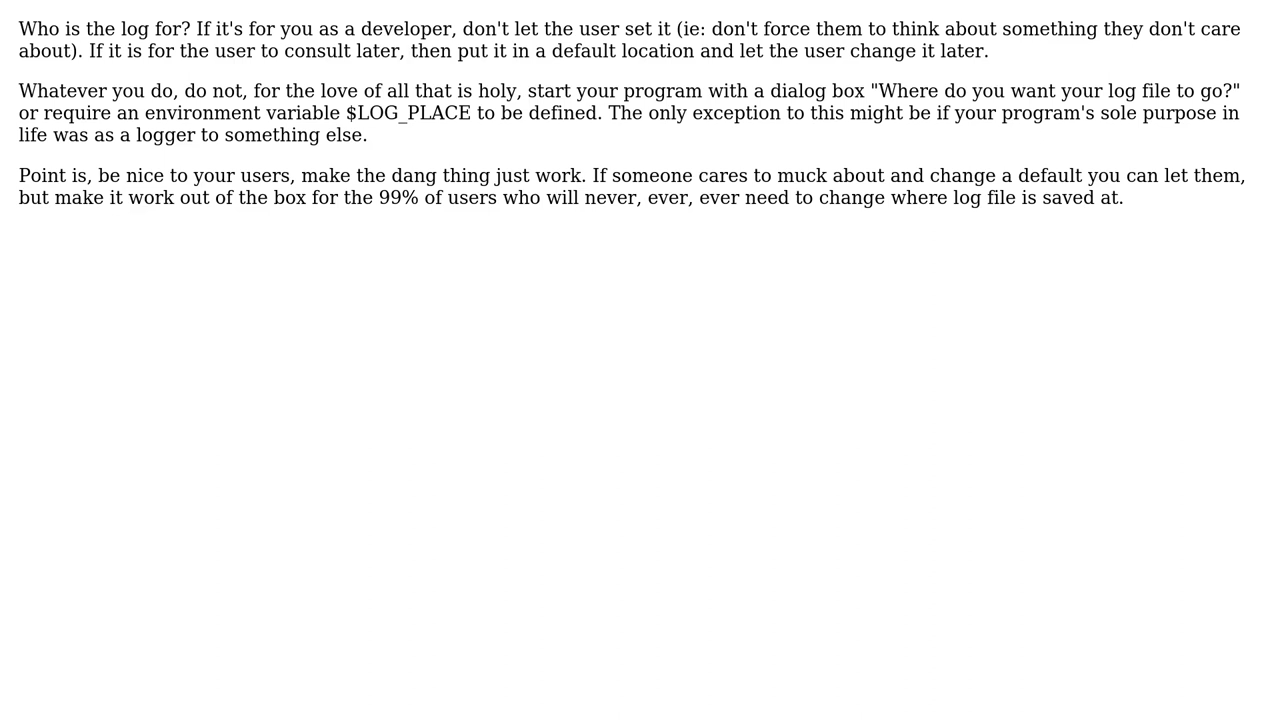 Who is the log for? If it's for you as a developer, don't let the user set it (ie: don't force them to think about something they don't care
about). If it is for the user to consult later, then put it in a default location and let the user change it later.
Whatever you do, do not, for the love of all that is holy, start your program with a dialog box "Where do you want your log file to go?"
or require an environment variable $LOG_PLACE to be defined. The only exception to this might be if your program's sole purpose in
life was as a logger to something else.
Point is, be nice to your users, make the dang thing just work. If someone cares to muck about and change a default you can let them,
but make it work out of the box for the 99% of users who will never, ever, ever need to change where log file is saved at.